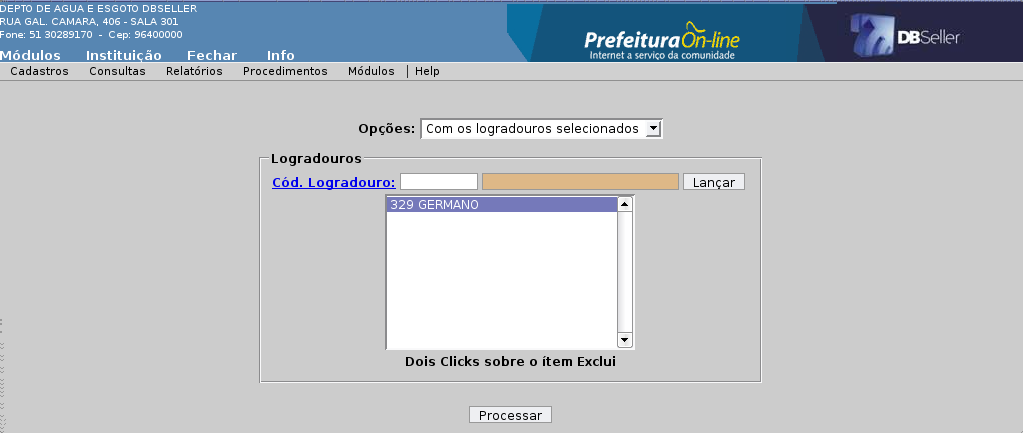 DEPTO DE AGUA E ESGOTO DBSELLER
RUA GAL. CAMARA, 406 - SALA 301
Fone: 51 30289170 - Cep: 96400000
Módulos Instituição Fechar Info
PrefeituraOn-line
Internet a serviço da comunidade
DBSeller
Cadastros Consultas Relatórios Procedimentos Módulos | Help
Opções: Com os logradouros selecionados
Logradouros
Cód. Logradouro: Lançar
329 GERMANO
Dois Clicks sobre o ítem Exclui
Processar